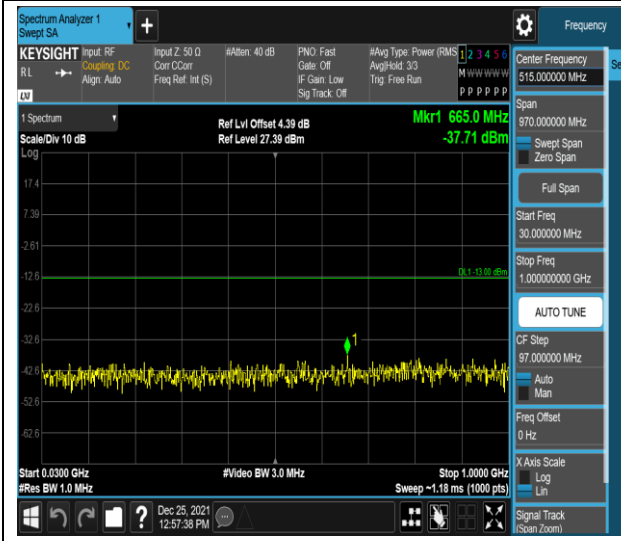 Spectrum Analyzer 1
Swept SA
+
Frequency
KEYSIGHT
RL
LXI
Input: RF
Coupling: DC
Align: Auto
Input Z: 50 Ω
Corr CCorr
Freq Ref: Int (S)
#Atten: 40 dB
PNO: Fast
Gate: Off
IF Gain: Low
Sig Track: Off
#Avg Type: Power (RMS
Avg|Hold: 3/3
Trig: Free Run
1 2 3 4 5 6
M W W W W W
P P P P P P
1 Spectrum
Scale/Div 10 dB
Log
Ref Lvl Offset 4.39 dB
Ref Level 27.39 dBm
Mkr1 665.0 MHz
-37.71 dBm
17.4
7.39
-2.61
-12.6
-22.6
-32.6
-42.6
-52.6
-62.6
DL1 -13.00 dBm
1
Start 0.0300 GHz
#Res BW 1.0 MHz
#Video BW 3.0 MHz
Stop 1.0000 GHz
Sweep ~1.18 ms (1000 pts)
Dec 25, 2021
12:57:38 PM
?
Center Frequency
515.000000 MHz
Se
Span
970.000000 MHz
Swept Span
Zero Span
Full Span
Start Freq
30.000000 MHz
Stop Freq
1.000000000 GHz
AUTO TUNE
CF Step
97.000000 MHz
Auto
Man
Freq Offset
0 Hz
X Axis Scale
Log
Lin
Signal Track
(Span Zoom)